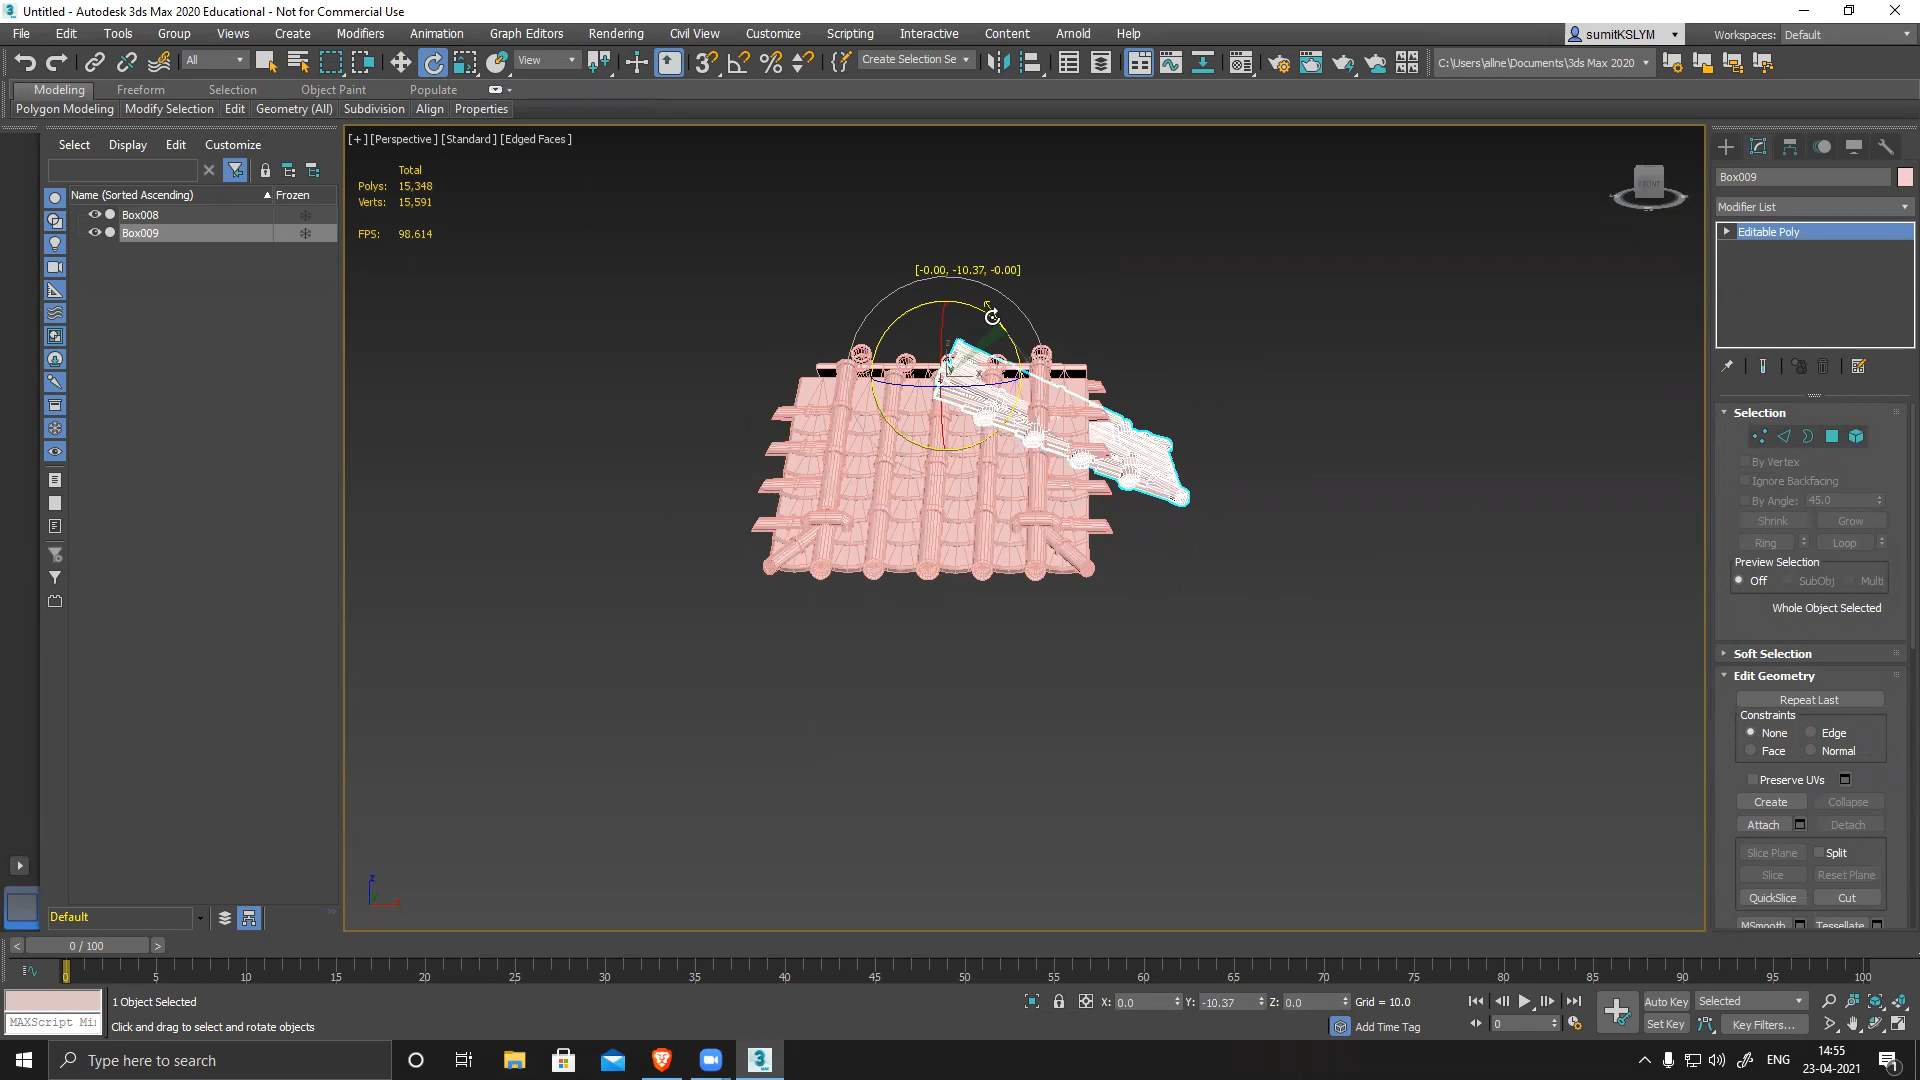 Untitled - Autodesk 3ds Max 2020 Educational - Not for Commercial Use
File Edit Tools Group Views Create Modifiers Animation Graph Editors Rendering Civil View Customize Scripting Interactive Content Arnold Help
sumitKSLYM Workspaces: Default
All View Create Selection Se C:\Users\allne\Documents\3ds Max 2020
Modeling Freeform Selection Object Paint Populate
Polygon Modeling Modify Selection Edit Geometry (All) Subdivision Align Properties
Select Display Edit Customize
[+] [Perspective] [Standard] [Edged Faces]
Name (Sorted Ascending) Frozen
Box008
Box009
Total
Polys: 15,348
Verts: 15,591
FPS: 98.614
[-0.00, -10.37, -0.00]
FRONT
z
x
y
Box009
Modifier List
Editable Poly
Selection
By Vertex
Ignore Backfacing
By Angle: 45.0
Shrink Grow
Ring Loop
Preview Selection
Off SubObj Multi
Whole Object Selected
Soft Selection
Edit Geometry
Repeat Last
Constraints
None Edge
Face Normal
Preserve UVs
Create Collapse
Attach Detach
Slice Plane Split
Slice Reset Plane
QuickSlice Cut
MSmooth Tessellate
z
Default
< 0 / 100 >
0 5 10 15 20 25 30 35 40 45 50 55 60 65 70 75 80 85 90 95 100
1 Object Selected X: 0.0 Y: -10.37 Z: 0.0 Grid = 10.0 Auto Key Selected
MAXScript Mi
Click and drag to select and rotate objects Add Time Tag 0 Set Key Key Filters...
Type here to search
ENG
14:55
23-04-2021
1